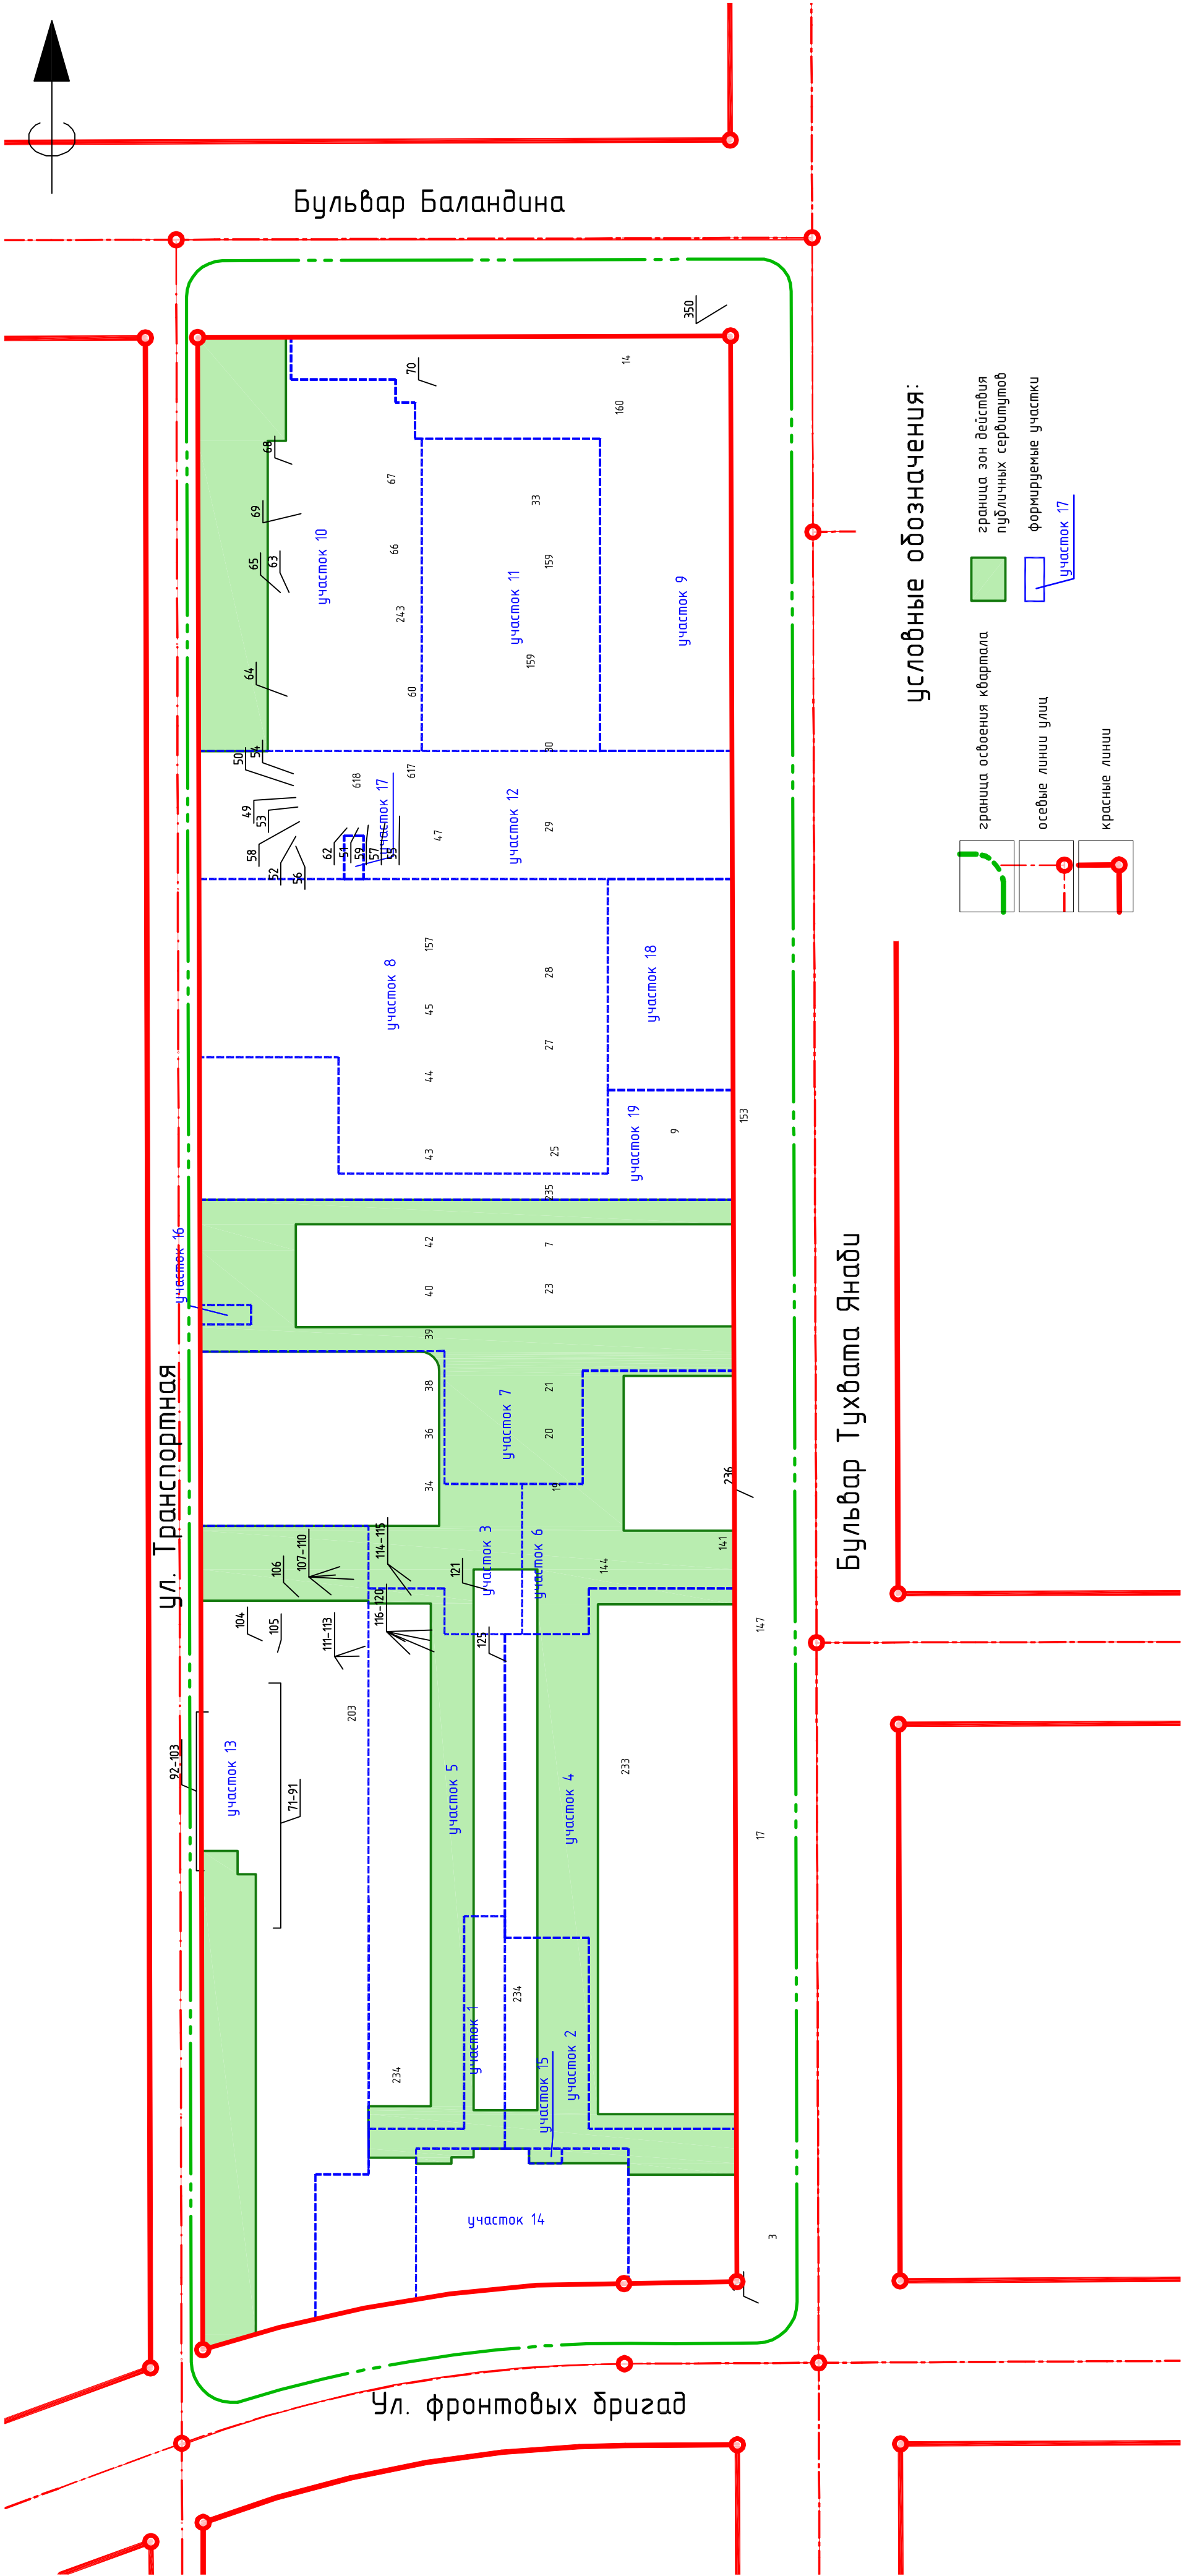 Бульвар Баландина
350
70
14
160
68
67
69
33
участок 10
66
65
63
159
участок 11
участок 9
243
159
64
60
30
50
54
618
617
участок 17
49
53
47
участок 12
29
58
62
51
59
57
55
52
56
157
участок 8
28
участок 18
45
27
44
участок 19
9
153
43
25
235
участок 16
42
7
40
23
39
ул. Транспортная
38
21
участок 7
36
20
34
19
236
Бульвар Тухвата Янаби
114-115
107-110
106
121
участок 3
участок 6
144
141
104
105
111-113
116-120
125
147
203
92-103
участок 13
71-91
участок 5
участок 4
233
17
234
участок 1
234
участок 15
участок 2
участок 14
3
Ул. фронтовых бригад
условные обозначения:
граница освоения квартала
осевые линии улиц
красные линии
граница зон действия
публичных сервитутов
формируемые участки
участок 17